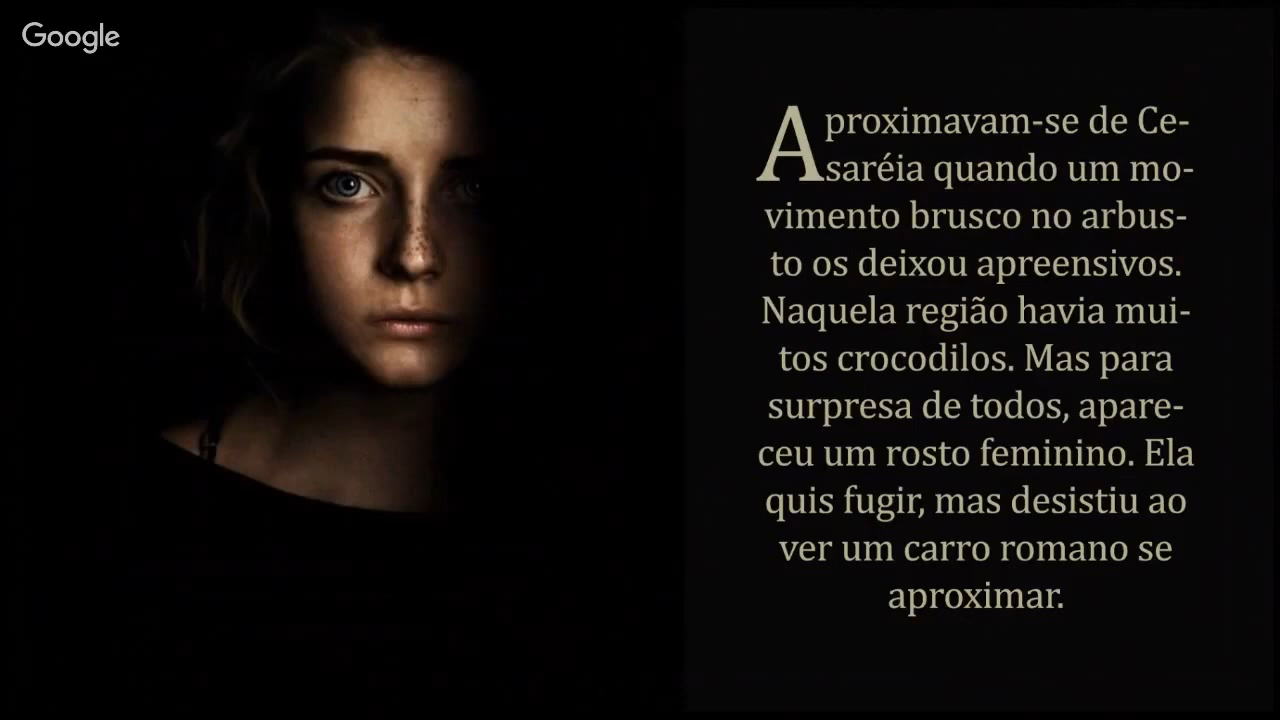 Google
Aproximavam-se de Ce-
saréia quando um mo-
vimento brusco no arbus-
to os deixou apreensivos.
Naquela região havia mui-
tos crocodilos. Mas para
surpresa de todos, apare-
ceu um rosto feminino. Ela
quis fugir, mas desistiu ao
ver um carro romano se
aproximar.